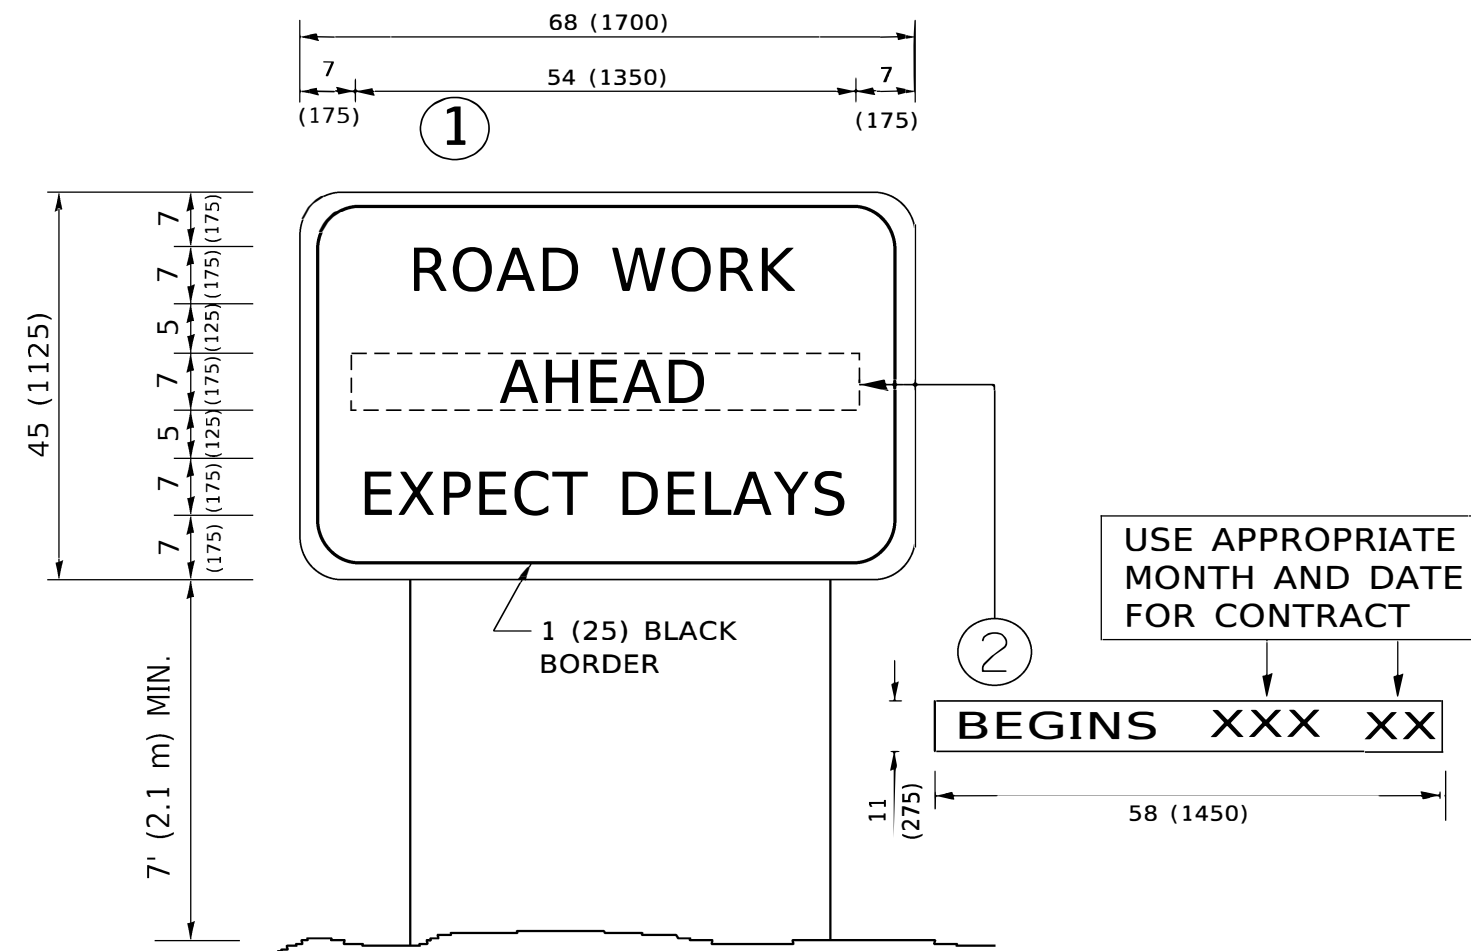 68 (1700)
7
54 (1350)
7
(175)
(175)
1
7
(175)
ROAD WORK
7
(175)
5
(125)
45 (1125)
AHEAD
7
(175)
5
(125)
EXPECT DELAYS
7
(175)
7
(175)
USE APPROPRIATE
MONTH AND DATE
FOR CONTRACT
1 (25) BLACK
BORDER
2
7' (2.1 m) MIN.
BEGINS XXX XX
11
(275)
58 (1450)